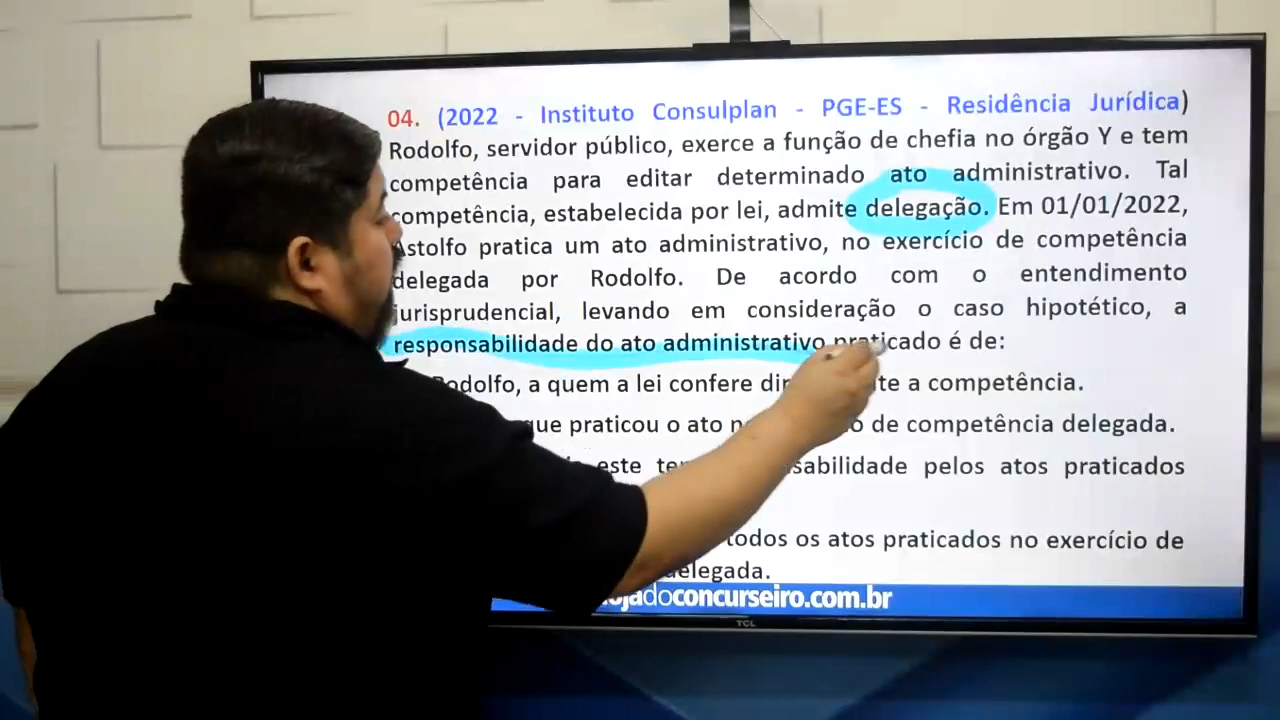 04. (2022 - Instituto Consulplan - PGE-ES - Residência Jurídica)
Rodolfo, servidor público, exerce a função de chefia no órgão Y e tem
competência para editar determinado ato administrativo. Tal
competência, estabelecida por lei, admite delegação. Em 01/01/2022,
Astolfo pratica um ato administrativo, no exercício de competência
delegada por Rodolfo. De acordo com o entendimento
jurisprudencial, levando em consideração o caso hipotético, a
responsabilidade do ato administrativo praticado é de:
Rodolfo, a quem a lei confere a competência.
que praticou o ato de competência delegada.
este pelos atos praticados
todos os atos praticados no exercício de
delegada.
lojadoconcurseiro.com.br
TCL